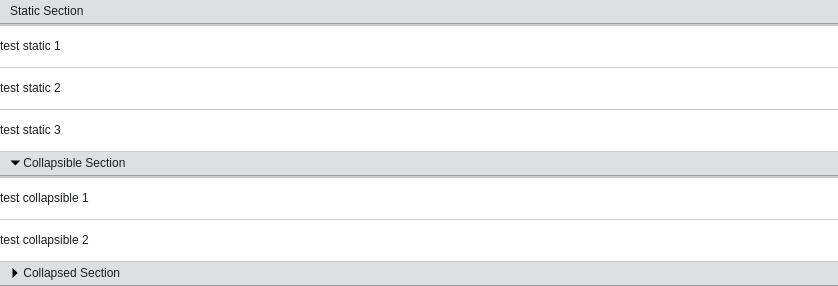 Static Section
test static 1
test static 2
test static 3
Collapsible Section
test collapsible 1
test collapsible 2
Collapsed Section